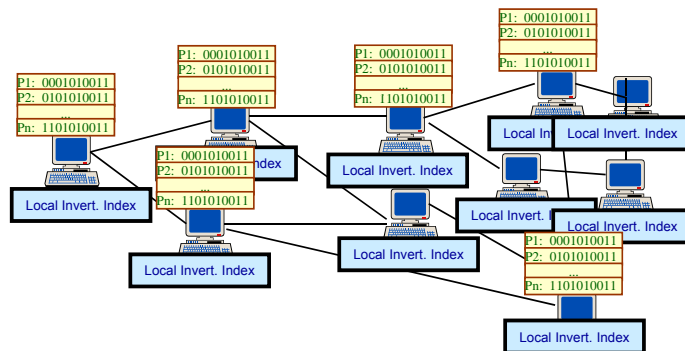 P1: 0001010011
P2: 0101010011
...
Pn: 1101010011
Local Invert. Index
P1: 0001010011
P2: 0101010011
...
Pn: 1101010011
Index
P1: 0001010011
P2: 0101010011
...
Pn: 1101010011
Local Invert. Index
P1: 0001010011
P2: 0101010011
...
Pn: 1101010011
Local Inv
Local Invert. Index
P1: 0001010011
P2: 0101010011
...
Pn: 1101010011
Local Invert. Index
Local Invert. Index
Local Invert. Ind
Local Invert. Index
P1: 0001010011
P2: 0101010011
...
Pn: 1101010011
Local Invert. Index